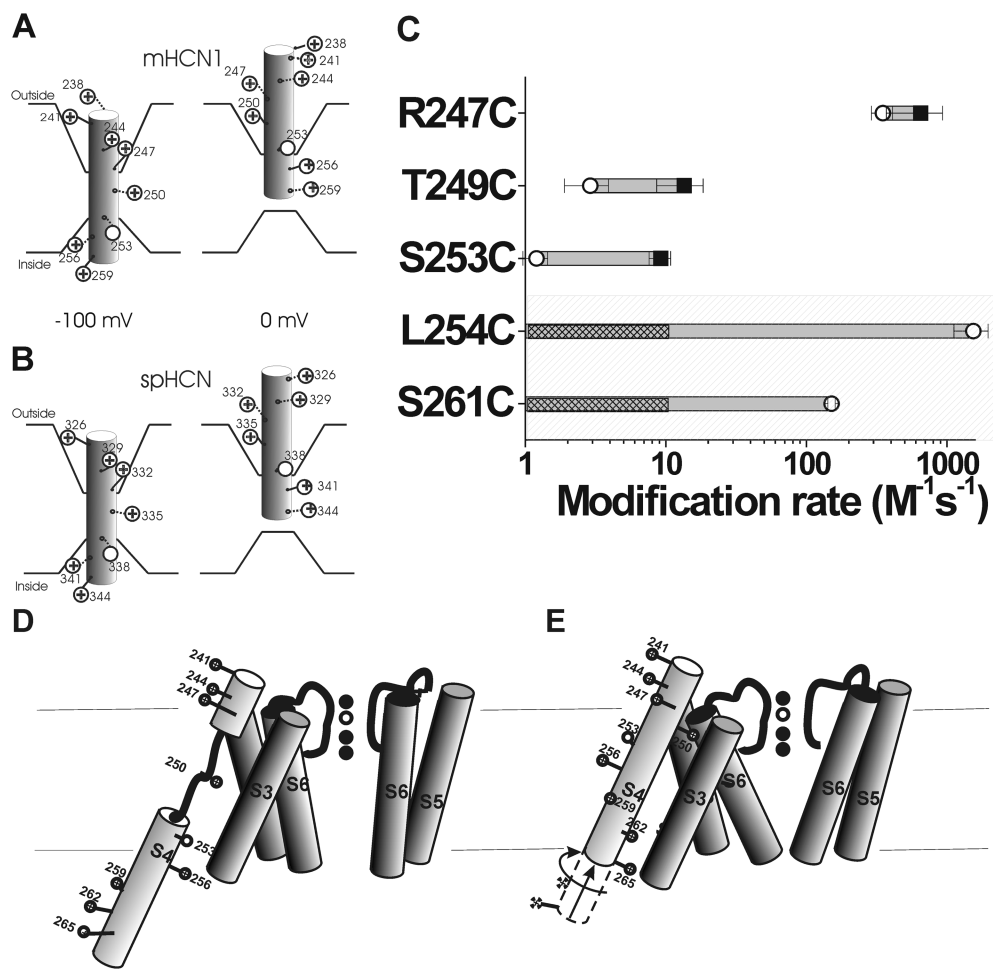 A
mHCN1
238
Outside
241
244
247
250
253
256
Inside
259
-100 mV
238
241
247
244
250
253
256
259
0 mV
B
spHCN
Outside
326
329
332
335
338
341
Inside
344
326
332
329
335
338
341
344
C
R247C
T249C
S253C
L254C
S261C
1 10 100 1000
Modification rate (M-1s-1)
D
241
244
247
250
S3
S6
S6
S5
S4
253
256
259
262
265
E
241
244
247
253
250
256
S4
259
S3
S6
S6
S5
262
265